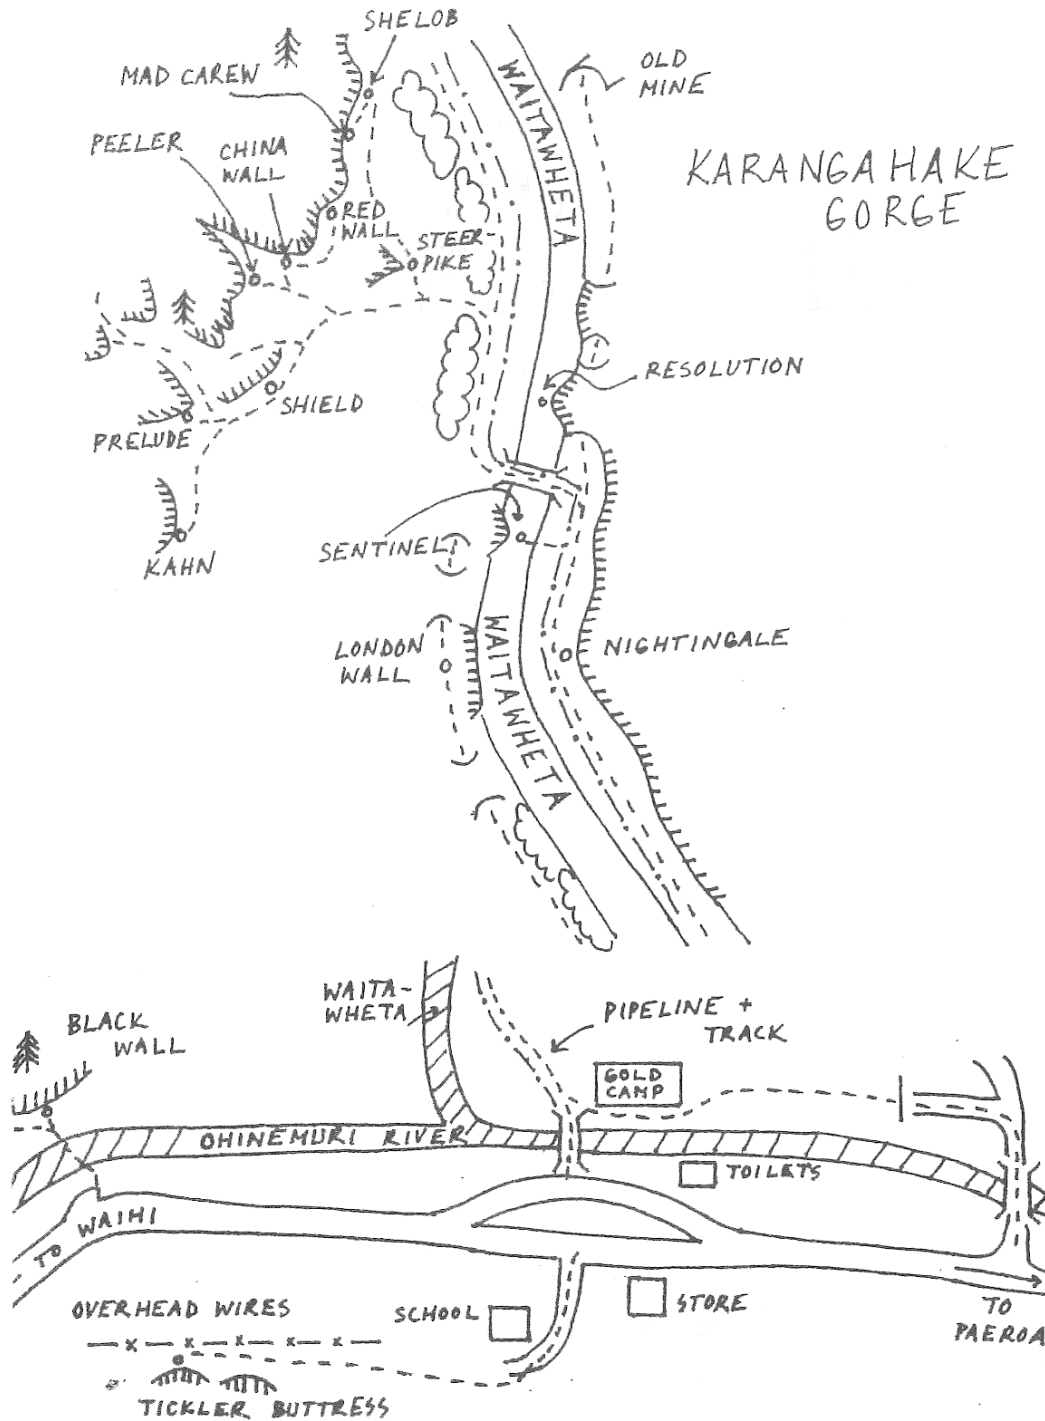 SHELOB
MAD CAREW
PEELER
CHINA
WALL
RED
WALL
STEER-
PIKE
WAITAWHETA
OLD
MINE
KARANGAHAKE
GORGE
RESOLUTION
SHIELD
PRELUDE
KAHN
SENTINEL
LONDON
WALL
WAITAWHETA
NIGHTINGALE
BLACK
WALL
WAITA-
WHETA
PIPELINE +
TRACK
GOLD
CAMP
OHINEMURI RIVER
TOILETS
TO WAIHI
OVERHEAD WIRES
SCHOOL
STORE
TO
PAEROA
TICKLER BUTTRESS